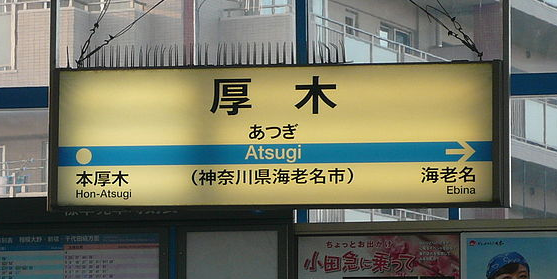 厚木
あつぎ
Atsugi
本厚木
Hon-Atsugi
（神奈川県海老名市）
海老名
Ebina
ちょっとお出かけ
小田急に乗って